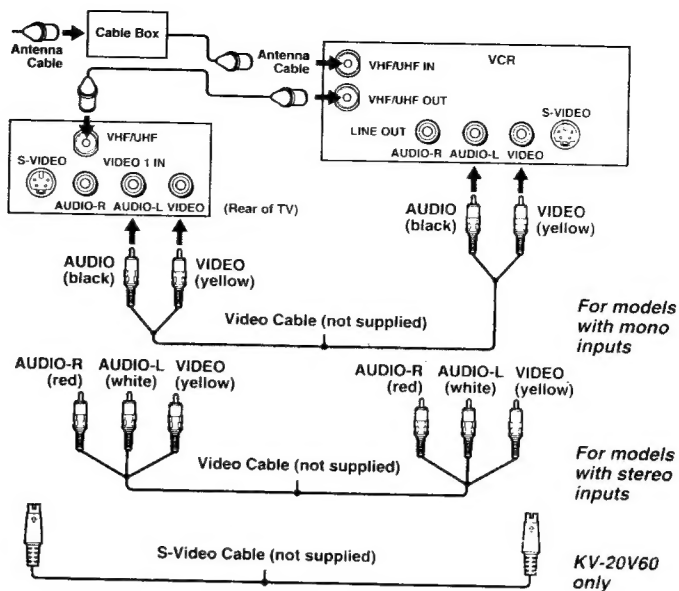 Cable Box
Antenna
Cable
Antenna
Cable
VHF/UHF IN
VCR
VHF/UHF OUT
S-VIDEO
LINE OUT
AUDIO-R AUDIO-L VIDEO
VHF/UHF
S-VIDEO
VIDEO 1 IN
AUDIO-R AUDIO-L VIDEO
(Rear of TV)
AUDIO
(black)
VIDEO
(yellow)
AUDIO
(black)
VIDEO
(yellow)
Video Cable (not supplied)
For models
with mono
inputs
AUDIO-R
(red)
AUDIO-L
(white)
VIDEO
(yellow)
AUDIO-R
(red)
AUDIO-L
(white)
VIDEO
(yellow)
Video Cable (not supplied)
For models
with stereo
inputs
S-Video Cable (not supplied)
KV-20V60
only